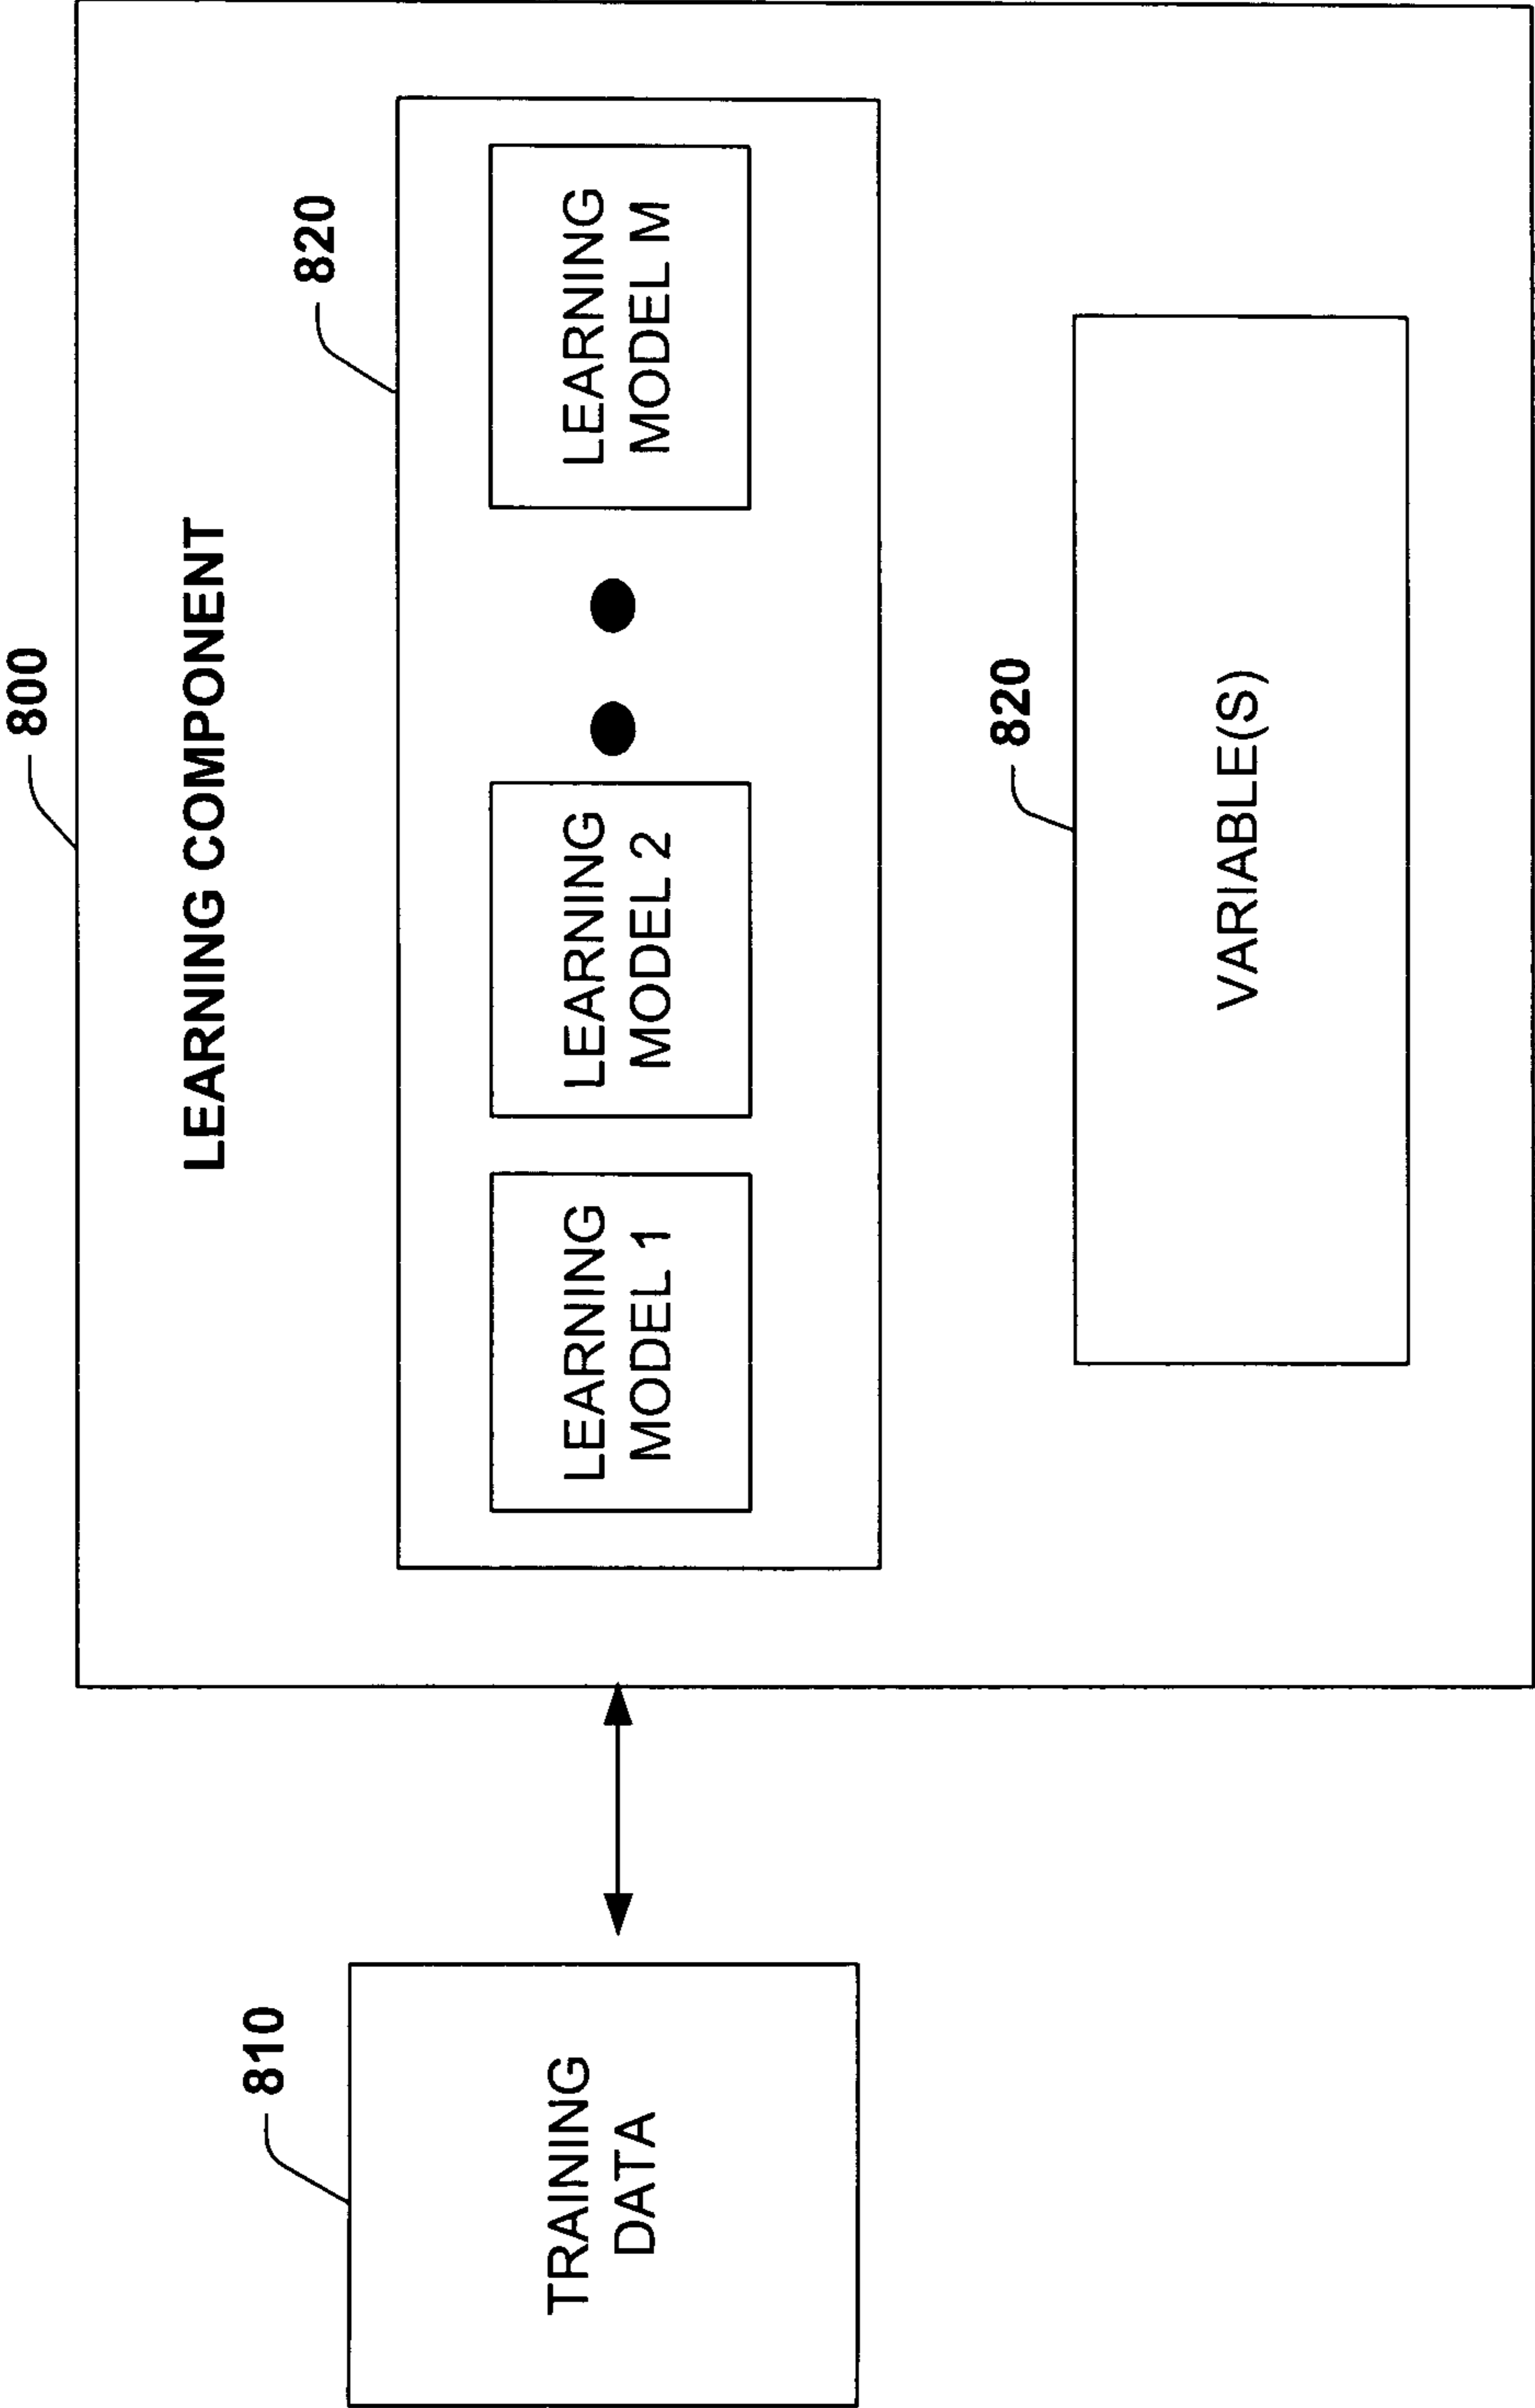 800
LEARNING COMPONENT
820
LEARNING
MODEL 1
LEARNING
MODEL 2
LEARNING
MODEL M
810
TRAINING
DATA
820
VARIABLE(S)